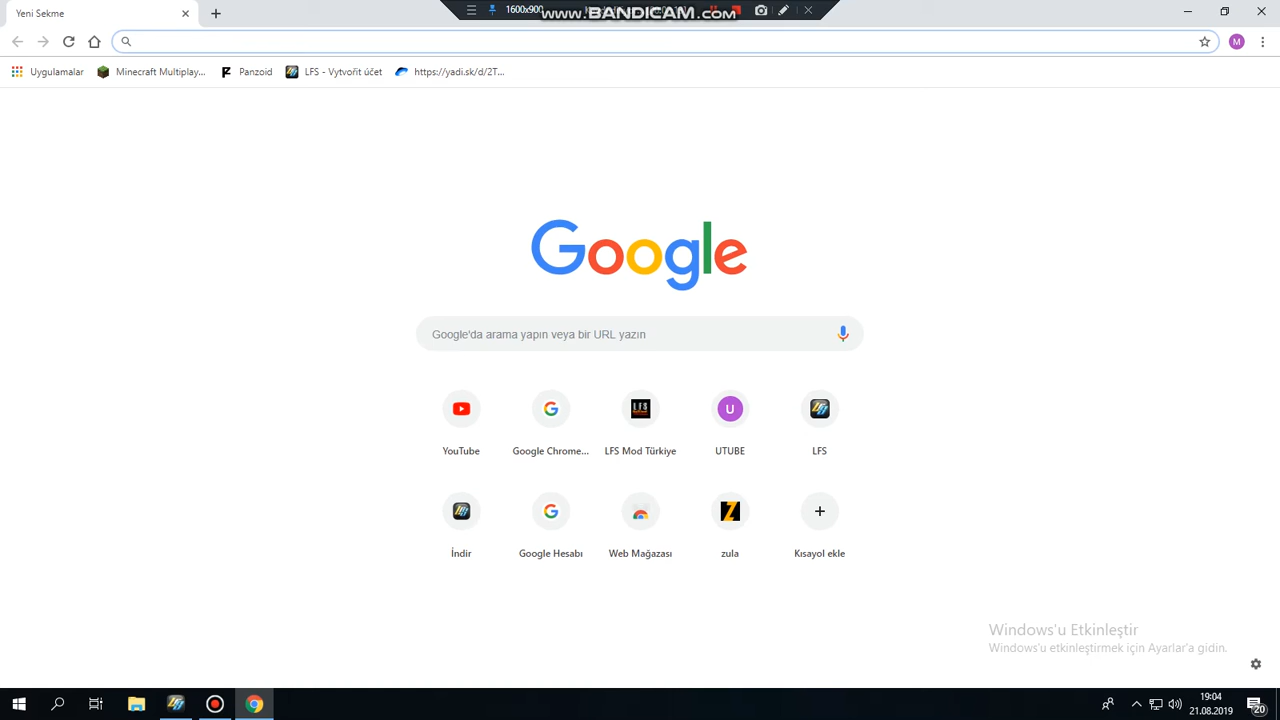 Yeni Sekme
1600x900
www.BANDICAM.com
Uygulamalar
Minecraft Multiplay...
Panzoid
LFS - Vytvořit účet
https://yadi.sk/d/2T...
M
Google
Google'da arama yapın veya bir URL yazın
U
YouTube
Google Chrome...
LFS Mod Türkiye
UTUBE
LFS
İndir
Google Hesabı
Web Mağazası
zula
Kısayol ekle
Windows'u Etkinleştir
Windows'u etkinleştirmek için Ayarlar'a gidin.
19:04
21.08.2019
20